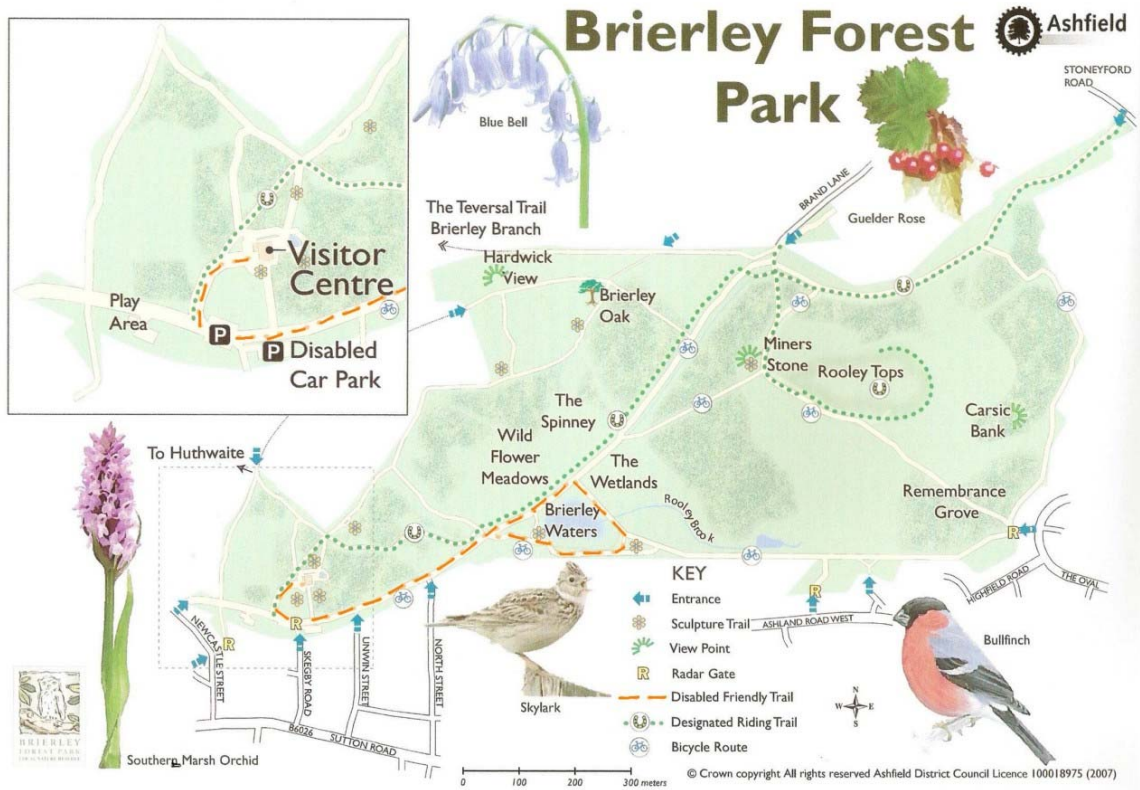 Brierley Forest
Park
Ashfield
STONEYFORD
ROAD
Blue Bell
BRAND LANE
Guelder Rose
The Teversal Trail
Brierley Branch
Hardwick
View
Brierley
Oak
Visitor
Centre
Play
Area
P
P Disabled
Car Park
Miners
Stone
Rooley Tops
The
Spinney
Carsic
Bank
Wild
Flower
Meadows
The
Wetlands
To Huthwaite
Remembrance
Grove
Brierley
Waters
Rooley Brook
R
R
R
R
NEWCASTLE STREET
SKEGBY ROAD
UNWIN STREET
NORTH STREET
B6026
SUTTON ROAD
ASHLAND ROAD WEST
HIGHFIELD ROAD
THE OVAL
KEY
Entrance
Sculpture Trail
View Point
R Radar Gate
Disabled Friendly Trail
Designated Riding Trail
Bicycle Route
Skylark
Bullfinch
N
W E
S
BRIERLEY
FOREST PARK
Southern Marsh Orchid
0 100 200 300 meters
© Crown copyright All rights reserved Ashfield District Council Licence 100018975 (2007)